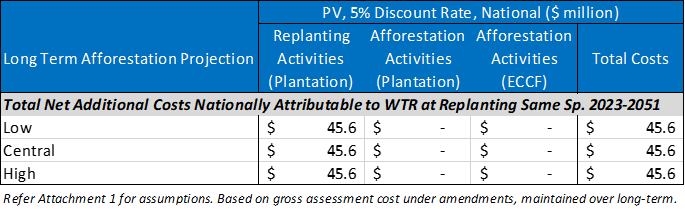 PV, 5% Discount Rate, National ($ million)
Long Term Afforestation Projection
Replanting Activities (Plantation)
Afforestation Activities (Plantation)
Afforestation Activities (ECCF)
Total Costs
Total Net Additional Costs Nationally Attributable to WTR at Replanting Same Sp. 2023-2051
Low $ 45.6 $ - $ - $ 45.6
Central $ 45.6 $ - $ - $ 45.6
High $ 45.6 $ - $ - $ 45.6
Refer Attachment 1 for assumptions. Based on gross assessment cost under amendments, maintained over long-term.